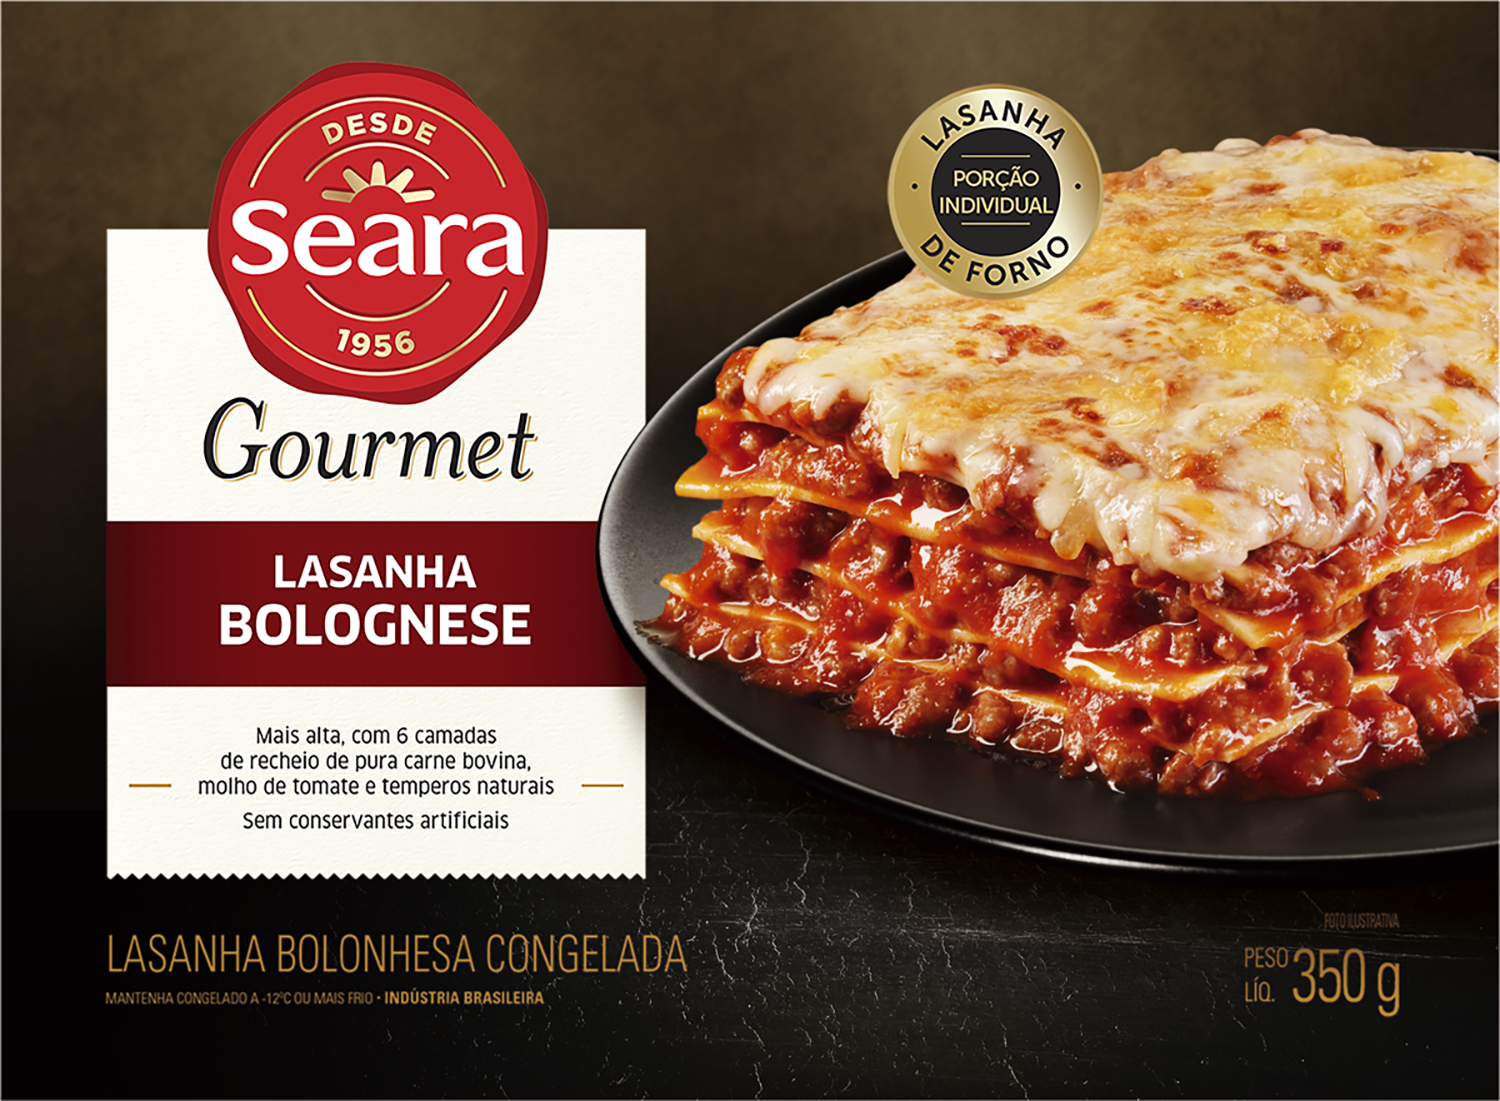 DESDE
Seara
1956
Gourmet
LASANHA
BOLOGNESE
Mais alta, com 6 camadas
de recheio de pura carne bovina,
molho de tomate e temperos naturais
Sem conservantes artificiais
LASANHA
PORÇÃO
INDIVIDUAL
DE FORNO
LASANHA BOLONHESA CONGELADA
MANTENHA CONGELADO A -12ºC OU MAIS FRIO • INDÚSTRIA BRASILEIRA
FOTO ILUSTRATIVA
PESO
LÍQ. 350 g